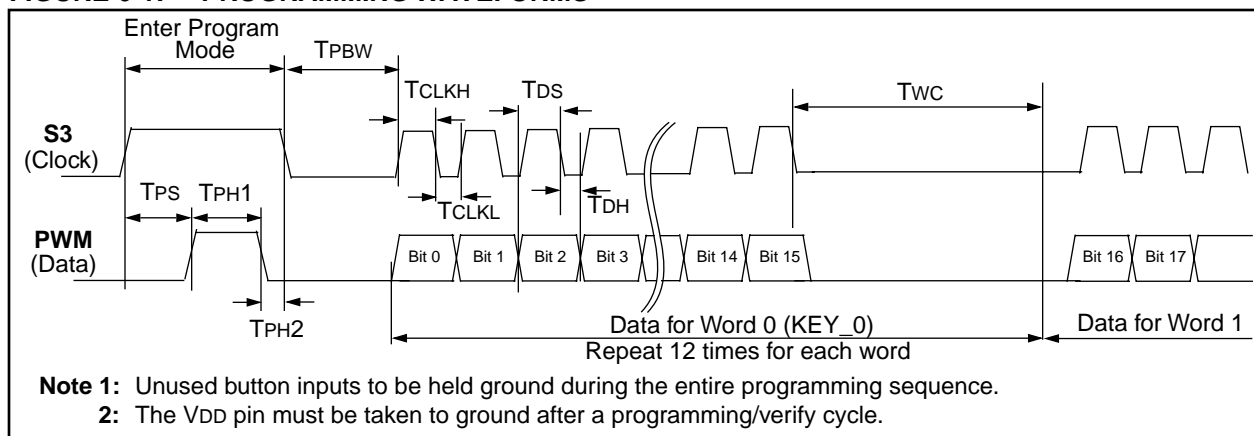 PROGRAMMING WAVEFORMS
Enter Program
Mode
TPBW
TCLKH
TDS
TWC
S3
(Clock)
TPS
TPH1
TCLKL
TDH
PWM
(Data)
Bit 0
Bit 1
Bit 2
Bit 3
Bit 14
Bit 15
Bit 16
Bit 17
TPH2
Data for Word 0 (KEY_0)
Data for Word 1
Repeat 12 times for each word
Note 1: Unused button inputs to be held ground during the entire programming sequence.
2: The VDD pin must be taken to ground after a programming/verify cycle.